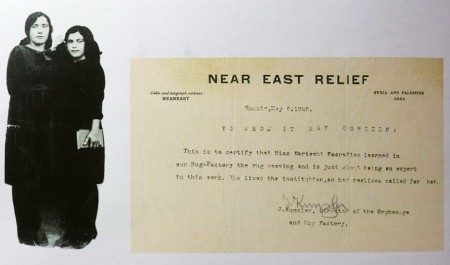 NEAR EAST RELIEF
Cable and telegraph address:
NEAREAST
SYRIA AND PALESTINE
AREA
May
TO WHOM IT MAY CONCERN:
This is to certify that Miss learned in
our Rug-Factory the rug weaving and is just about being an expert
in this work. She the institution,as her called for her.
J. Kunzler
J.Kunzler, Director of the Orphanage
and Rug Factory.